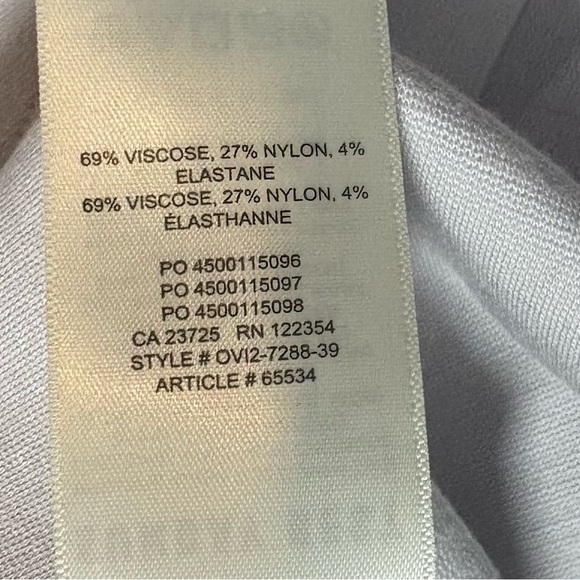 69% VISCOSE, 27% NYLON, 4%
ELASTANE
69% VISCOSE, 27% NYLON, 4%
ÉLASTHANNE
PO 4500115096
PO 4500115097
PO 4500115098
CA 23725 RN 122354
STYLE # OVI2-7288-39
ARTICLE # 65534